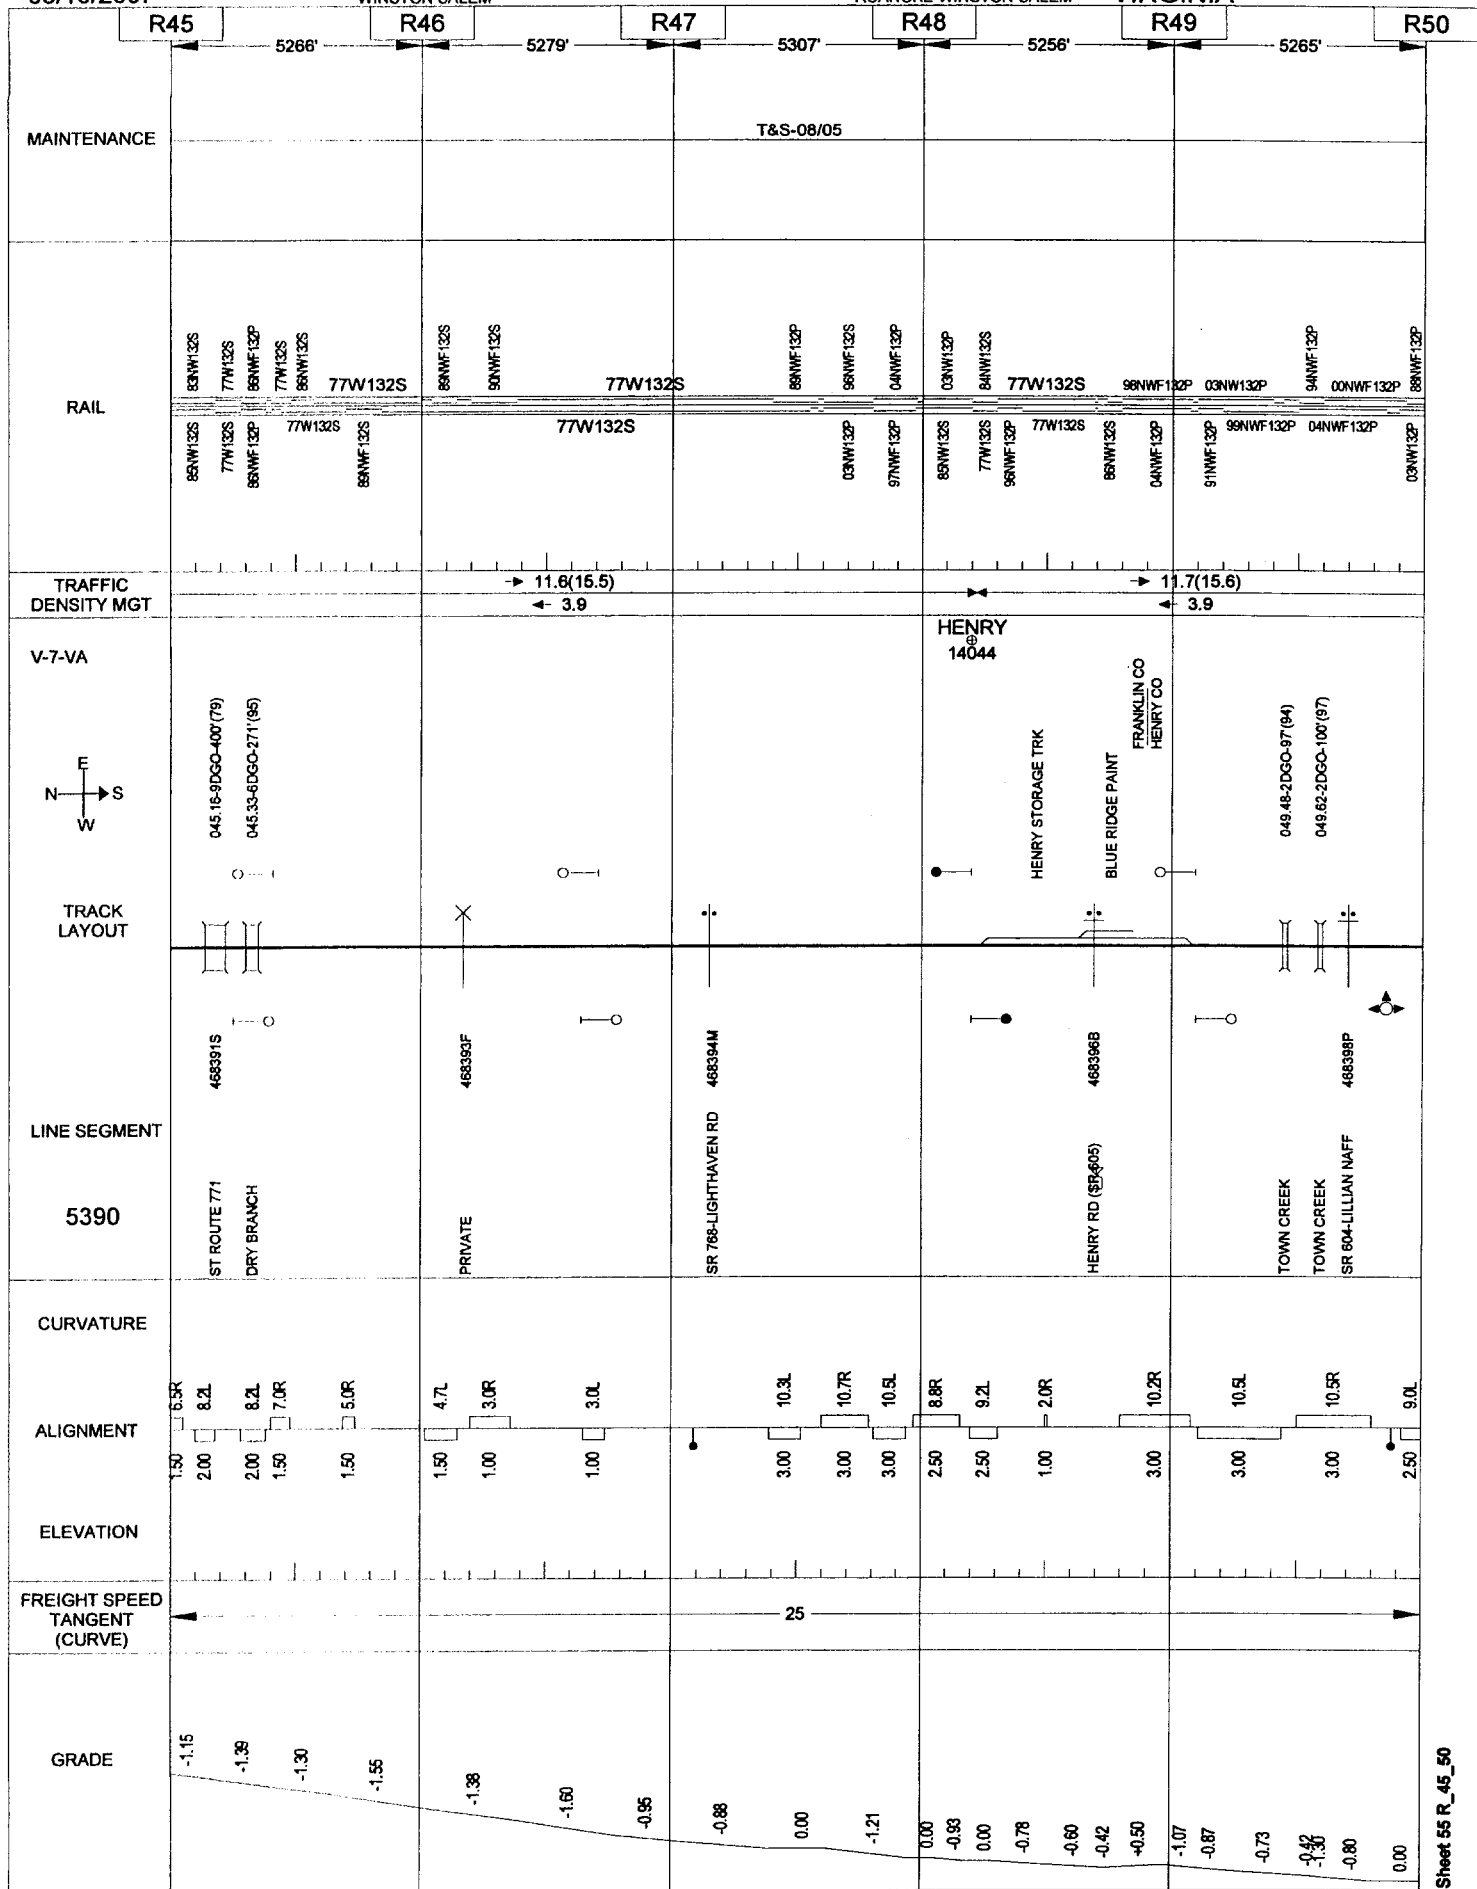 R45 R46 R47 R48 R49 R50
5266' 5279' 5307' 5256' 5265'
MAINTENANCE
T&S-08/05
83NW132S 77W132S 86NWF132P 77W132S 86NW132S 77W132S 89NWF132S 90NWF132S 77W132S 89NWF132P 96NW132S 04NWF132P 03NW132P 84NW132S 77W132S 98NWF132P 03NW132P 94NWF132P 00NWF132P 88NWF132P
RAIL
85NW132S 77W132S 86NWF132P 77W132S 89NWF132S 77W132S 03NW132P 97NWF132P 85NW132S 77W132S 96NWF132P 77W132S 86NW132S 04NWF132P 91NWF132P 99NWF132P 04NWF132P 03NW132P
TRAFFIC
DENSITY MGT
11.6(15.5) 11.7(15.6)
3.9 3.9
V-7-VA
HENRY
14044
N E S W
045.16-9DGO-400'(79)
045.33-6DGO-271'(95)
HENRY STORAGE TRK
BLUE RIDGE PAINT
FRANKLIN CO
HENRY CO
049.48-2DGO-97'(94)
049.62-2DGO-100'(97)
TRACK
LAYOUT
468391S 468393F 468394M 468396B 468398P
LINE SEGMENT
5390
ST ROUTE 771
DRY BRANCH
PRIVATE
SR 768-LIGHTHAVEN RD
HENRY RD (SR 605)
TOWN CREEK
TOWN CREEK
SR 604-LILLIAN NAFF
CURVATURE
6.5R 8.2L 8.2L 7.0R 5.0R 4.7L 3.0R 3.0L 10.3L 10.7R 10.5L 8.8R 9.2L 2.0R 10.2R 10.5L 10.5R 9.0L
ALIGNMENT
1.50 2.00 2.00 1.50 1.50 1.50 1.00 1.00 3.00 3.00 3.00 2.50 2.50 1.00 3.00 3.00 3.00 2.50
ELEVATION
FREIGHT SPEED
TANGENT
(CURVE)
25
GRADE
-1.15 -1.39 -1.30 -1.55 -1.38 -1.60 -0.95 -0.88 0.00 -1.21 0.00 -0.93 0.00 -0.78 -0.60 -0.42 +0.50 -1.07 -0.87 -0.73 -0.42 -1.30 -0.80 0.00
Sheet 55 R_45_50